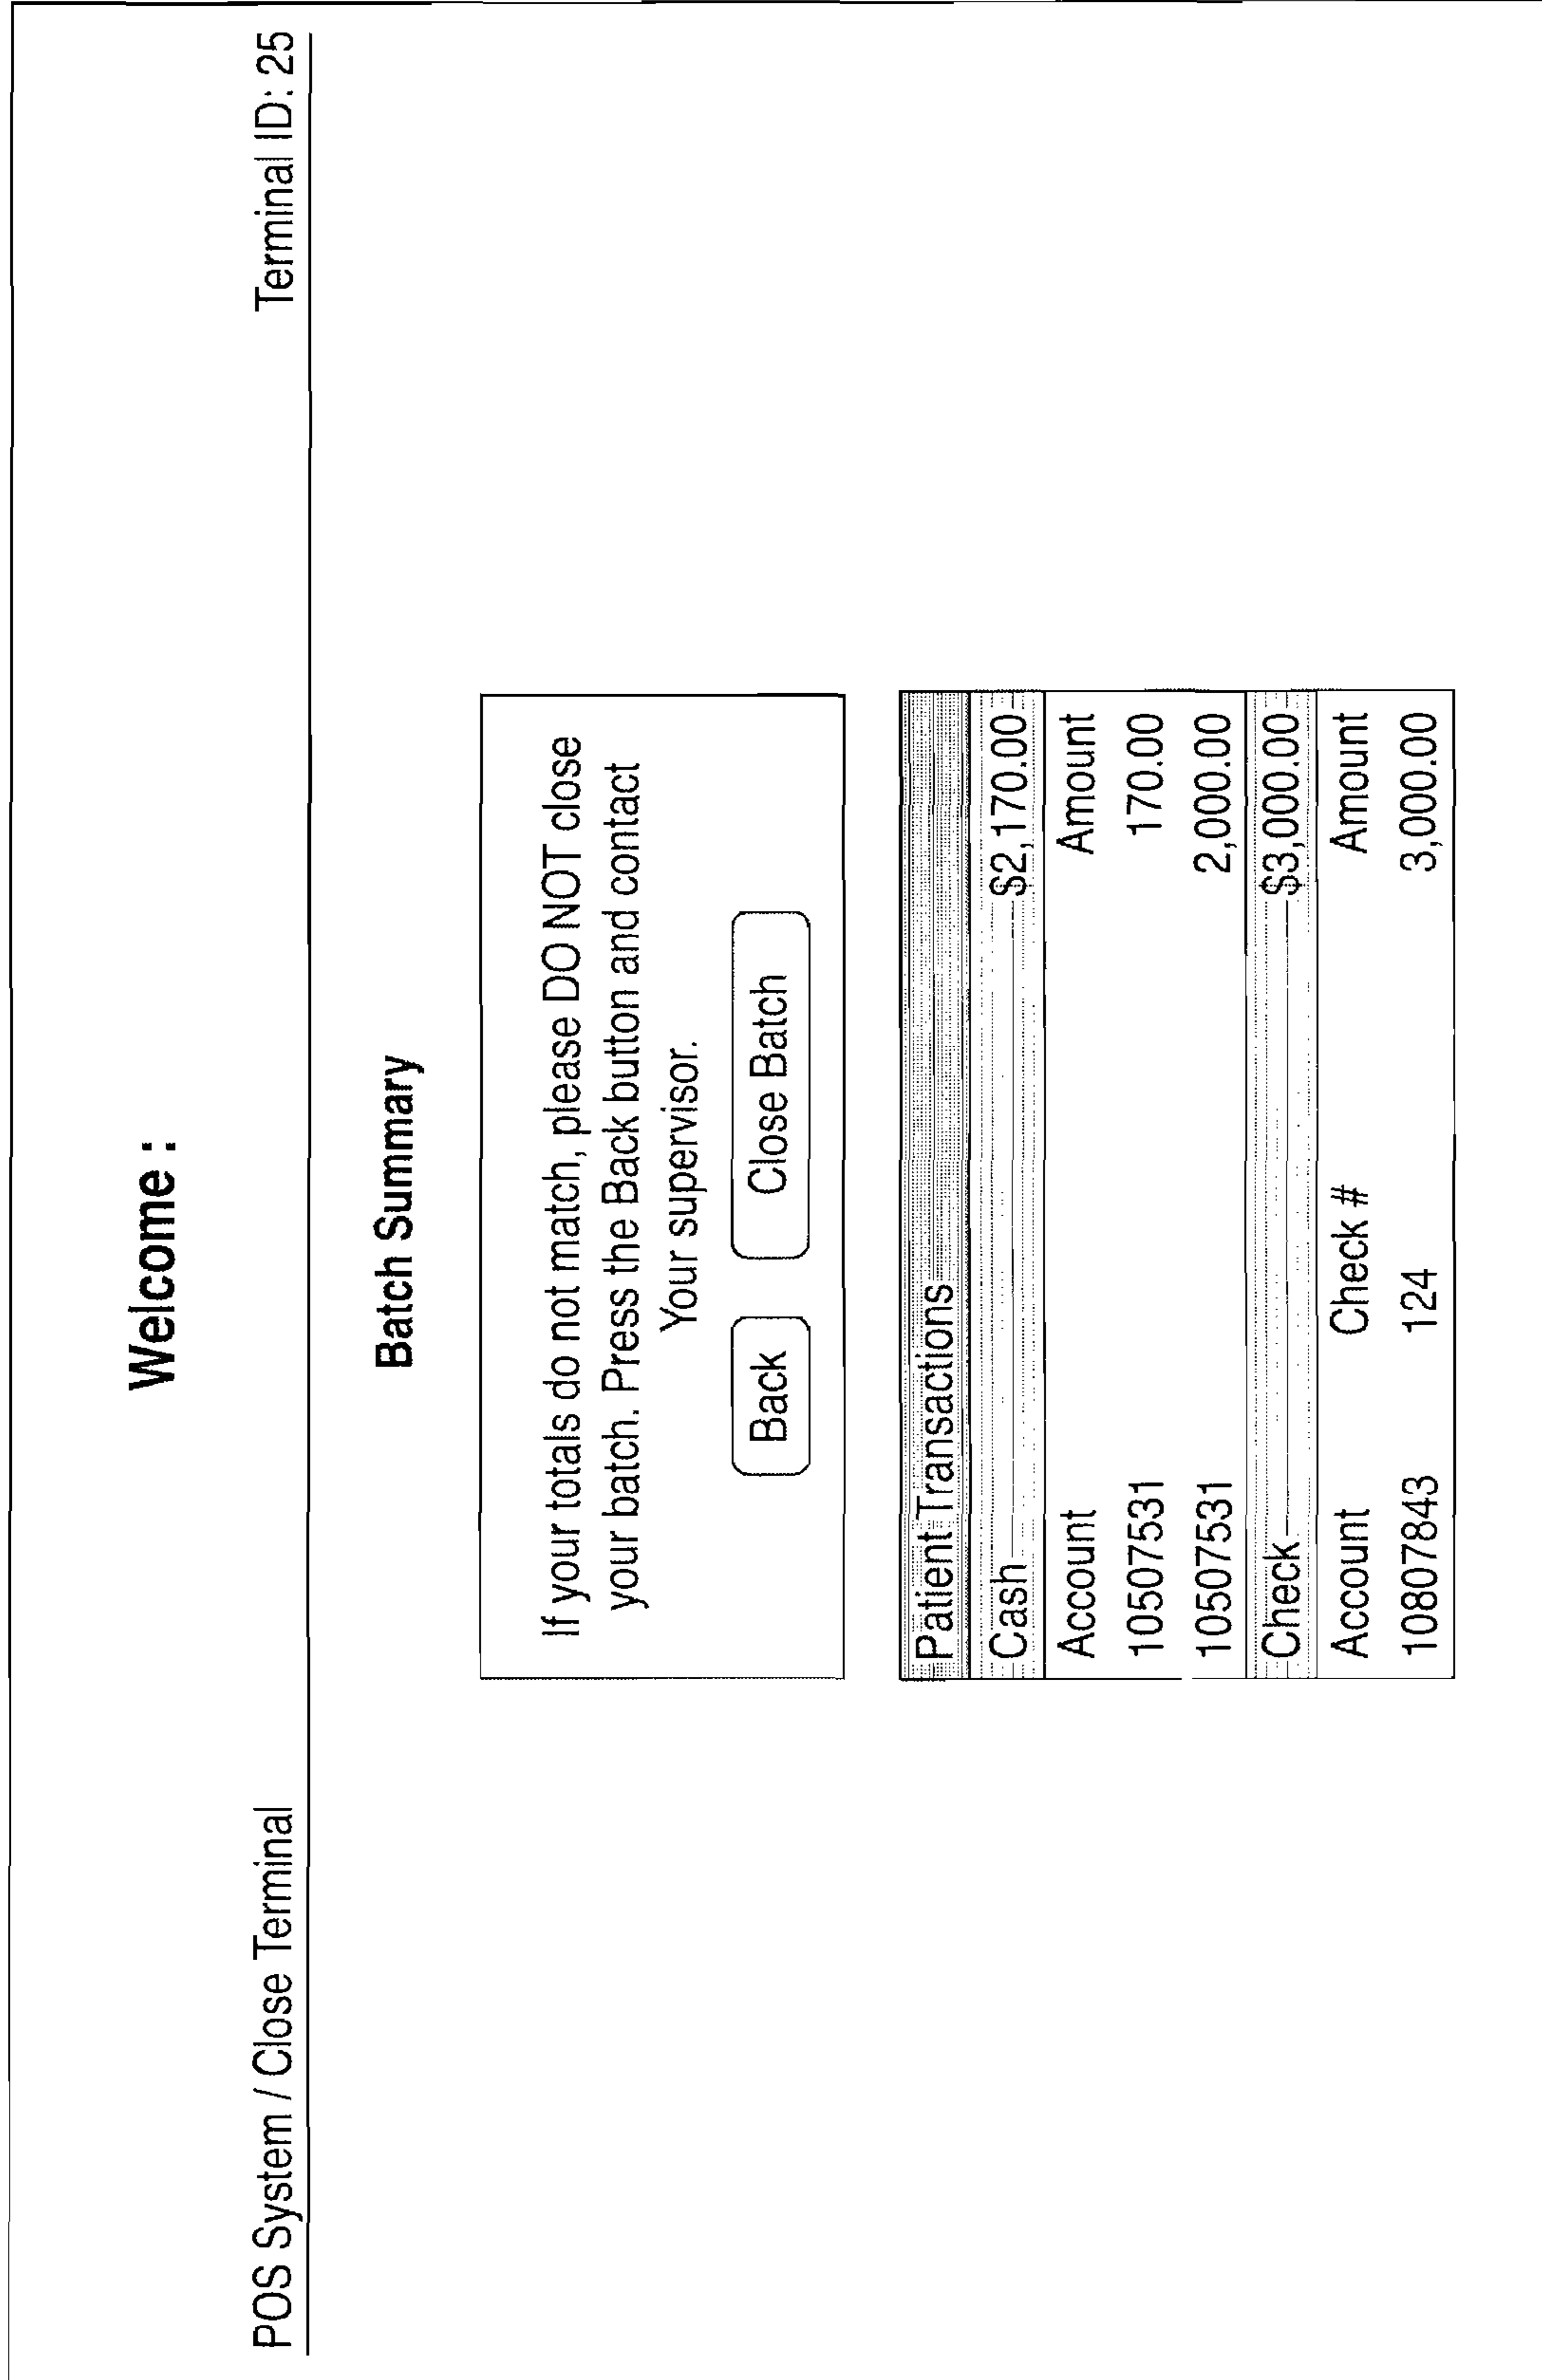 Welcome :
POS System / Close Terminal Terminal ID: 25
Batch Summary
If your totals do not match, please DO NOT close
your batch. Press the Back button and contact
Your supervisor.
Back Close Batch
Patient Transactions
Cash $2,170.00
Account Amount
10507531 170.00
10507531 2,000.00
Check $3,000.00
Account Check # Amount
10807843 124 3,000.00